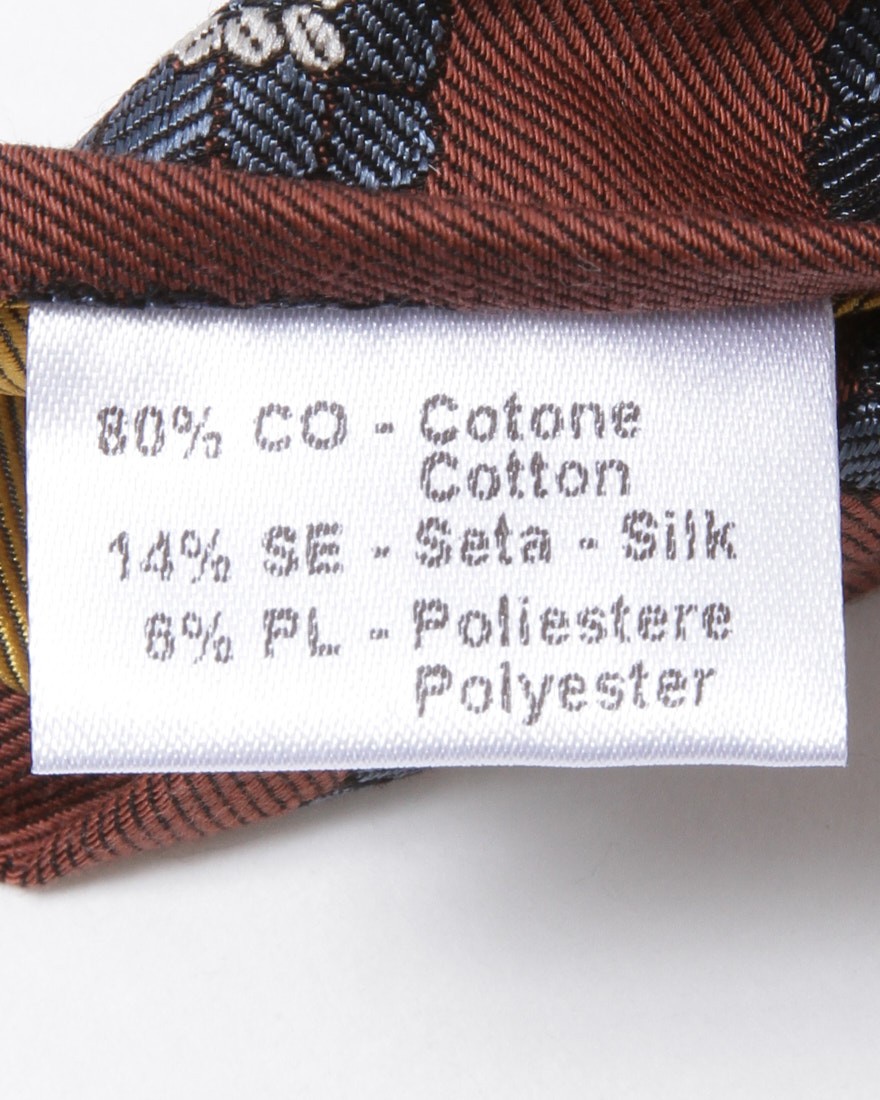 80% CO - Cotone
Cotton
14% SE - Seta - Silk
6% PL - Poliestere
Polyester